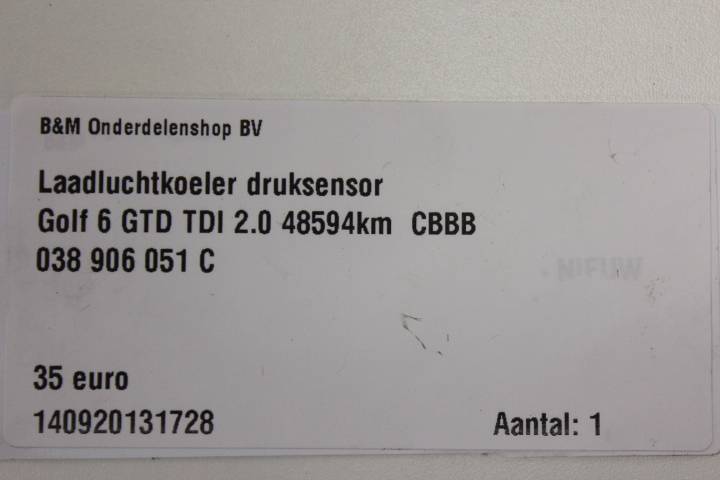 B&M Onderdelenshop BV
Laadluchtkoeler druksensor
Golf 6 GTD TDI 2.0 48594km CBBB
038 906 051 C
NIEUW
35 euro
140920131728 Aantal: 1